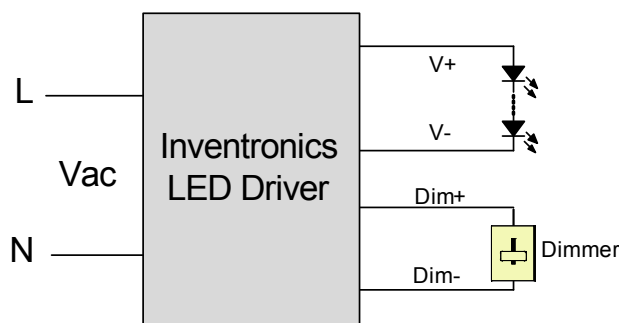 L
Vac
N
Inventronics
LED Driver
V+
V-
Dim+
Dim-
Dimmer